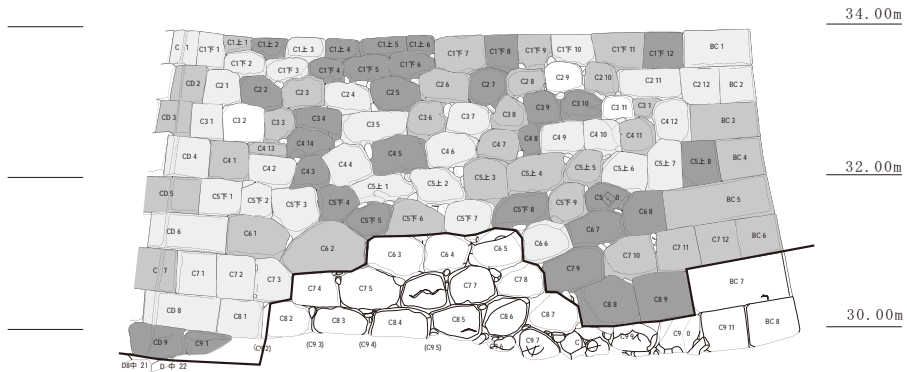 34.00m
C1上 1 C1上 2 C1上 3 C1上 4 C1上 5 C1上 6
C1下 1 C1下 2 C1下 3 C1下 4 C1下 5 C1下 6 C1下 7 C1下 8 C1下 9 C1下 10 C1下 11 C1下 12 BC 1
CD 2 C2 1 C2 2 C2 3 C2 4 C2 5 C2 6 C2 7 C2 8 C2 9 C2 10 C2 11 C2 12 BC 2
CD 3 C3 1 C3 2 C3 3 C3 4 C3 5 C3 6 C3 7 C3 8 C3 9 C3 10 C3 11 C3 1 BC 3
CD 4 C4 1 C4 2 C4 13 C4 14 C4 3 C4 4 C4 5 C4 6 C4 7 C4 8 C4 9 C4 10 C4 11 C4 12 BC 4
32.00m
C5上 1 C5上 2 C5上 3 C5上 4 C5上 5 C5上 6 C5上 7 C5上 8
CD 5 C5下 1 C5下 2 C5下 3 C5下 4 C5下 5 C5下 6 C5下 7 C5下 8 C5下 9 BC 5
CD 6 C6 1 C6 2 C6 3 C6 4 C6 5 C6 6 C6 7 C6 8 BC 6
C7 1 C7 2 C7 3 C7 4 C7 5 C7 7 C7 8 C7 9 C7 10 C7 11 C7 12 BC 7
CD 8 C8 1 C8 2 C8 3 C8 4 C8 5 C8 6 C8 7 C8 8 C8 9 BC 8
30.00m
CD 9 C9 1 (C9 2) (C9 3) (C9 4) (C9 5) C9 7 C9 11
D8中 21 D 中 22